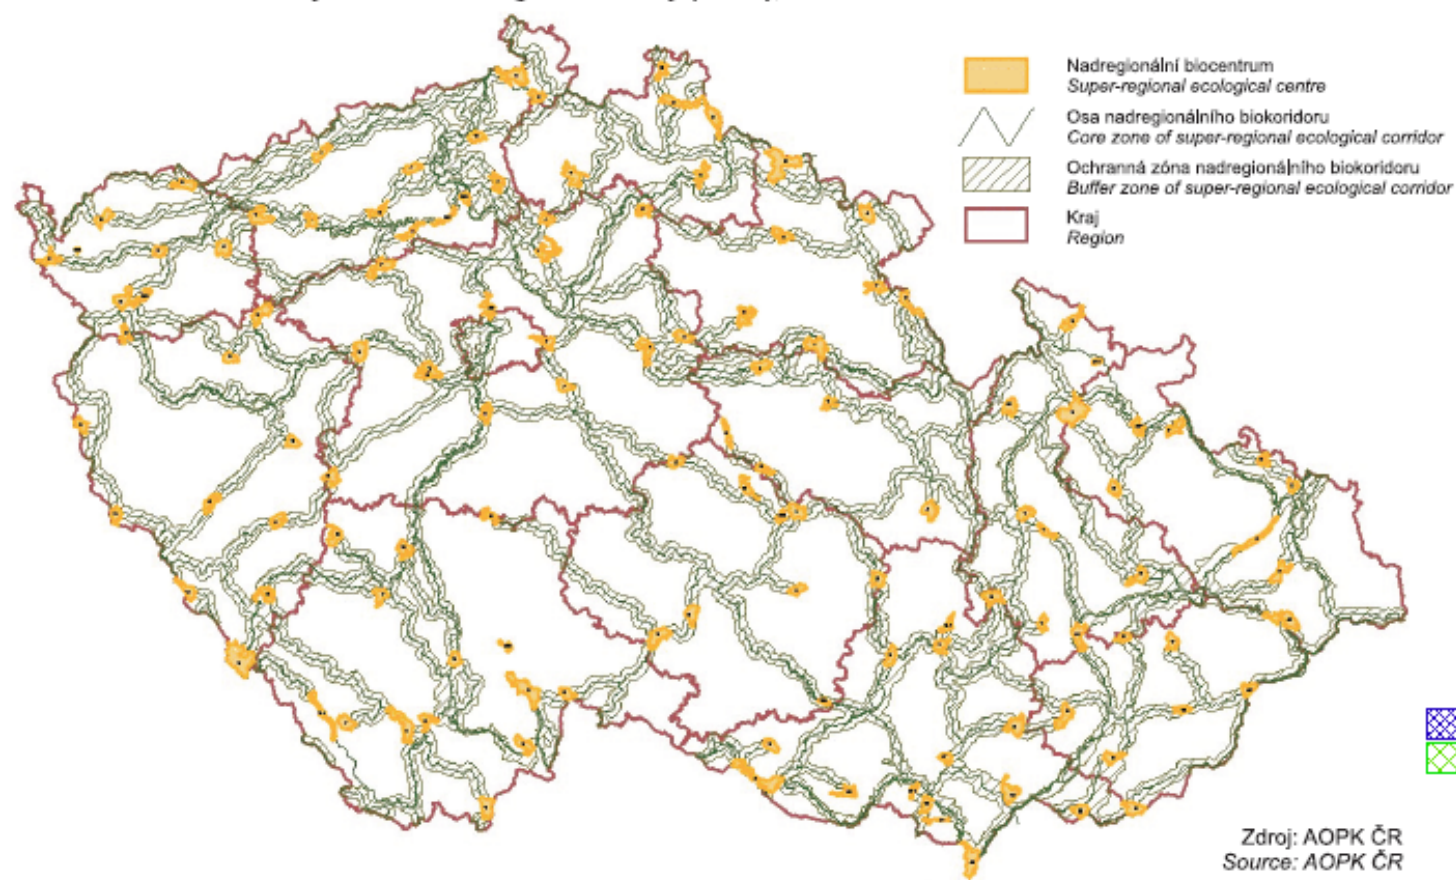 Nadregionální biocentrum
Super-regional ecological centre
Osa nadregionálního biokoridoru
Core zone of super-regional ecological corridor
Ochranná zóna nadregionálního biokoridoru
Buffer zone of super-regional ecological corridor
Kraj
Region
Zdroj: AOPK ČR
Source: AOPK ČR